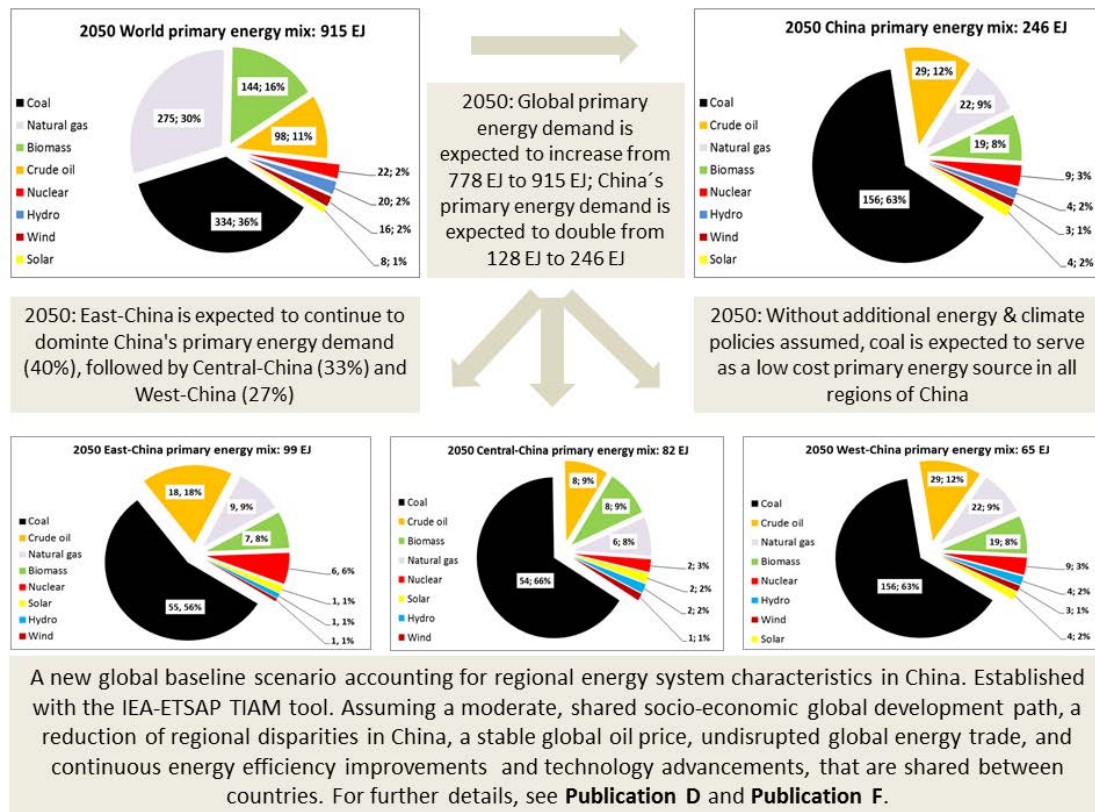 2050 World primary energy mix: 915 EJ
Coal
Natural gas
Biomass
Crude oil
Nuclear
Hydro
Wind
Solar
144; 16%
275; 30%
98; 11%
22; 2%
20; 2%
334; 36%
16; 2%
8; 1%
2050: Global primary
energy demand is
expected to increase from
778 EJ to 915 EJ; China´s
primary energy demand is
expected to double from
128 EJ to 246 EJ
2050 China primary energy mix: 246 EJ
Coal
Crude oil
Natural gas
Biomass
Nuclear
Hydro
Wind
Solar
29; 12%
22; 9%
19; 8%
9; 3%
156; 63%
4; 2%
3; 1%
4; 2%
2050: East-China is expected to continue to
dominte China's primary energy demand
(40%), followed by Central-China (33%) and
West-China (27%)
2050: Without additional energy & climate
policies assumed, coal is expected to serve
as a low cost primary energy source in all
regions of China
2050 East-China primary energy mix: 99 EJ
Coal
Crude oil
Natural gas
Biomass
Nuclear
Solar
Hydro
Wind
18, 18%
9, 9%
7, 8%
6, 6%
55, 56%
1, 1%
1, 1%
1, 1%
2050 Central-China primary energy mix: 82 EJ
Coal
Crude oil
Biomass
Natural gas
Nuclear
Solar
Hydro
Wind
8; 9%
8; 9%
6; 8%
2; 3%
54; 66%
2; 2%
2; 2%
1; 1%
2050 West-China primary energy mix: 65 EJ
Coal
Crude oil
Natural gas
Biomass
Nuclear
Hydro
Wind
Solar
29; 12%
22; 9%
19; 8%
9; 3%
156; 63%
4; 2%
3; 1%
4; 2%
A new global baseline scenario accounting for regional energy system characteristics in China. Established
with the IEA-ETSAP TIAM tool. Assuming a moderate, shared socio-economic global development path, a
reduction of regional disparities in China, a stable global oil price, undisrupted global energy trade, and
continuous energy efficiency improvements and technology advancements, that are shared between
countries. For further details, see Publication D and Publication F.